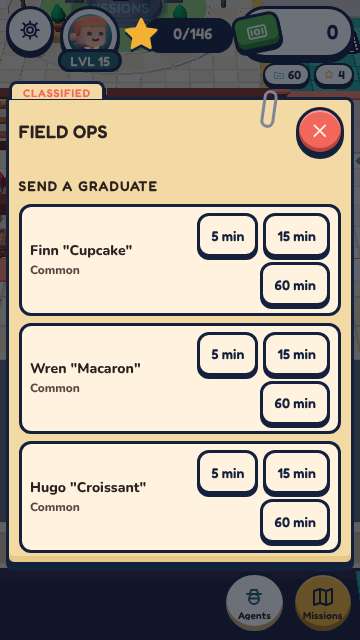 MISSIONS
LVL 15
0/146
0
60
4
CLASSIFIED
FIELD OPS
SEND A GRADUATE
Finn "Cupcake"
Common
5 min
15 min
60 min
Wren "Macaron"
Common
5 min
15 min
60 min
Hugo "Croissant"
Common
5 min
15 min
60 min
Agents
Missions